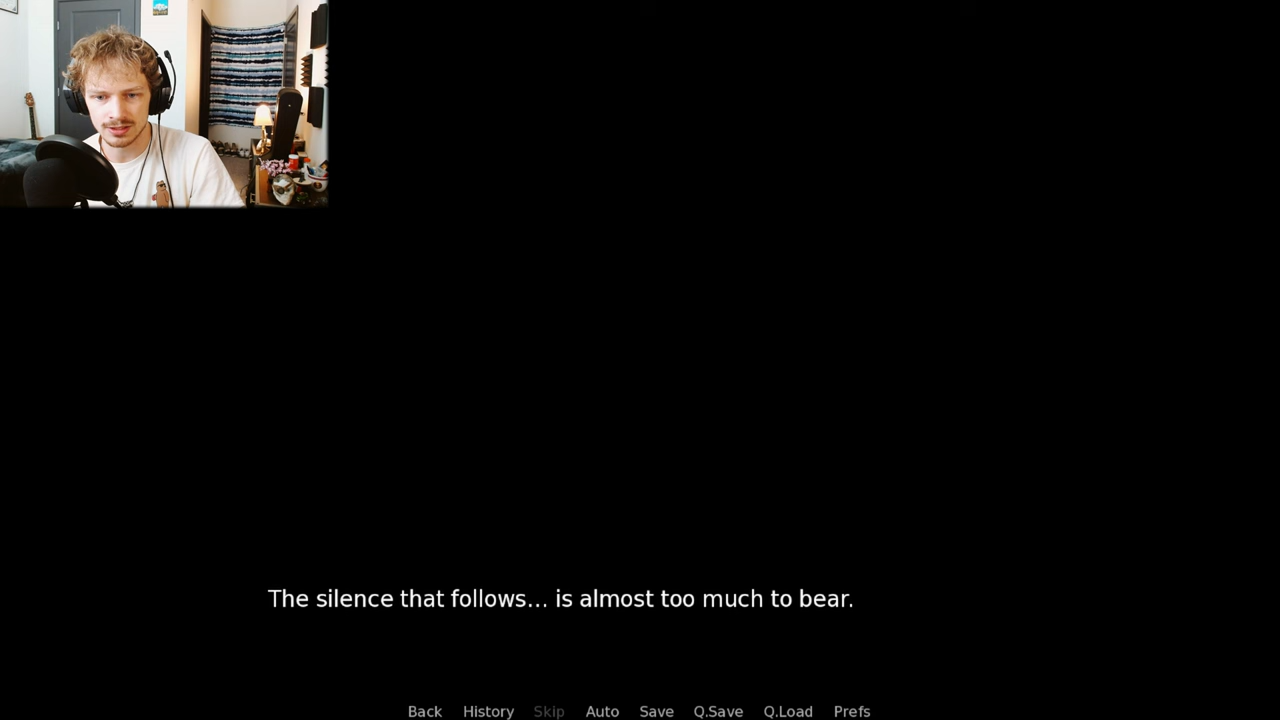 The silence that follows... is almost too much to bear.
Back History Skip Auto Save Q.Save Q.Load Prefs